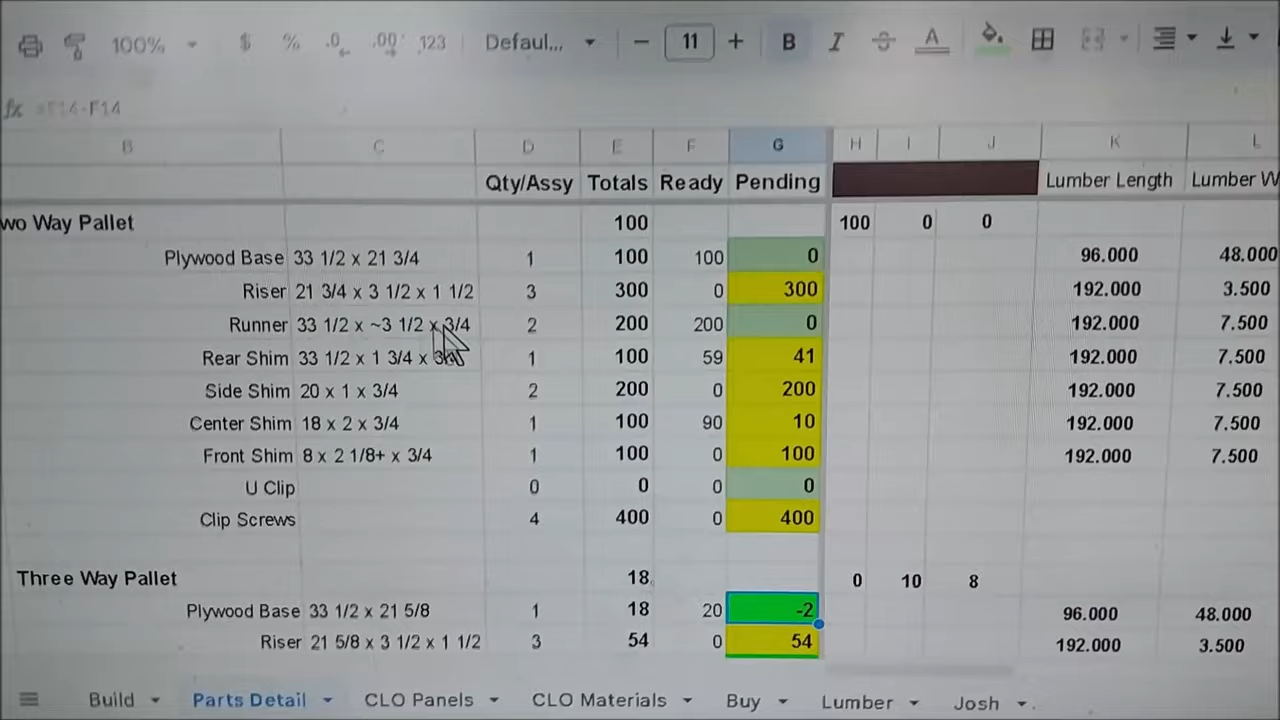 100% $ % .0 .00 123 Defaul... − 11 + B I S A
fx =E14-F14
B C D E F G H I J K L
Qty/Assy Totals Ready Pending Lumber Length Lumber W
wo Way Pallet 100 100 0 0
Plywood Base 33 1/2 x 21 3/4 1 100 100 0 96.000 48.000
Riser 21 3/4 x 3 1/2 x 1 1/2 3 300 0 300 192.000 3.500
Runner 33 1/2 x ~3 1/2 x 3/4 2 200 200 0 192.000 7.500
Rear Shim 33 1/2 x 1 3/4 x 1 100 59 41 192.000 7.500
Side Shim 20 x 1 x 3/4 2 200 0 200 192.000 7.500
Center Shim 18 x 2 x 3/4 1 100 90 10 192.000 7.500
Front Shim 8 x 2 1/8+ x 3/4 1 100 0 100 192.000 7.500
U Clip 0 0 0 0
Clip Screws 4 400 0 400
Three Way Pallet 18 0 10 8
Plywood Base 33 1/2 x 21 5/8 1 18 20 -2 96.000 48.000
Riser 21 5/8 x 3 1/2 x 1 1/2 3 54 0 54 192.000 3.500
Build Parts Detail CLO Panels CLO Materials Buy Lumber Josh